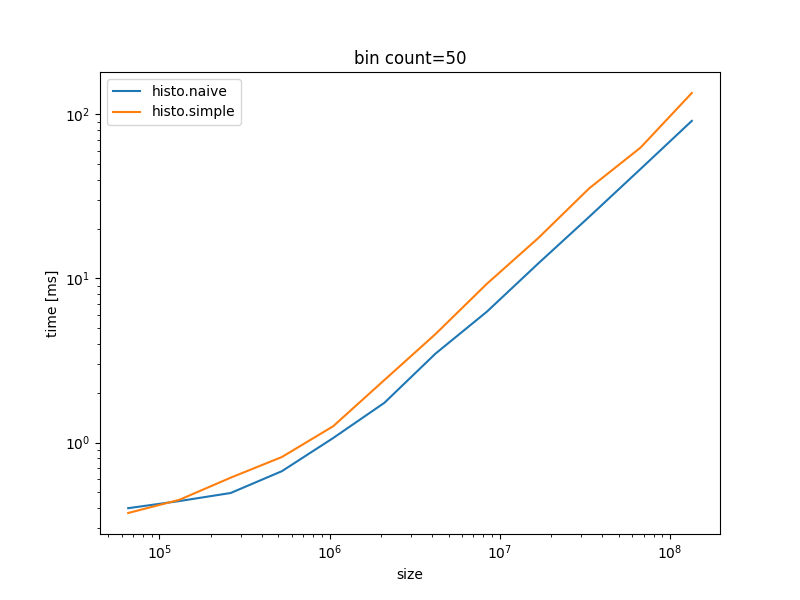 bin count=50
histo.naive
histo.simple
time [ms]
10²
10¹
10⁰
10⁵
10⁶
10⁷
10⁸
size